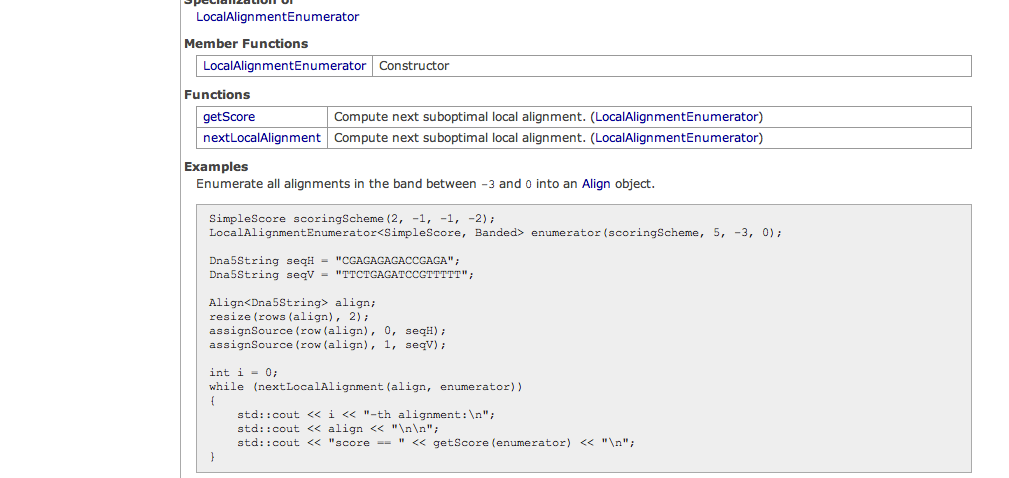 Specialization of
LocalAlignmentEnumerator
Member Functions
LocalAlignmentEnumerator Constructor
Functions
getScore Compute next suboptimal local alignment. (LocalAlignmentEnumerator)
nextLocalAlignment Compute next suboptimal local alignment. (LocalAlignmentEnumerator)
Examples
Enumerate all alignments in the band between -3 and 0 into an Align object.
SimpleScore scoringScheme(2, -1, -1, -2);
LocalAlignmentEnumerator<SimpleScore, Banded> enumerator(scoringScheme, 5, -3, 0);
Dna5String seqH = "CGAGAGAGACCGAGA";
Dna5String seqV = "TTCTGAGATCCGTTTTT";
Align<Dna5String> align;
resize(rows(align), 2);
assignSource(row(align), 0, seqH);
assignSource(row(align), 1, seqV);
int i = 0;
while (nextLocalAlignment(align, enumerator))
{
std::cout << i << "-th alignment:\n";
std::cout << align << "\n\n";
std::cout << "score == " << getScore(enumerator) << "\n";
}